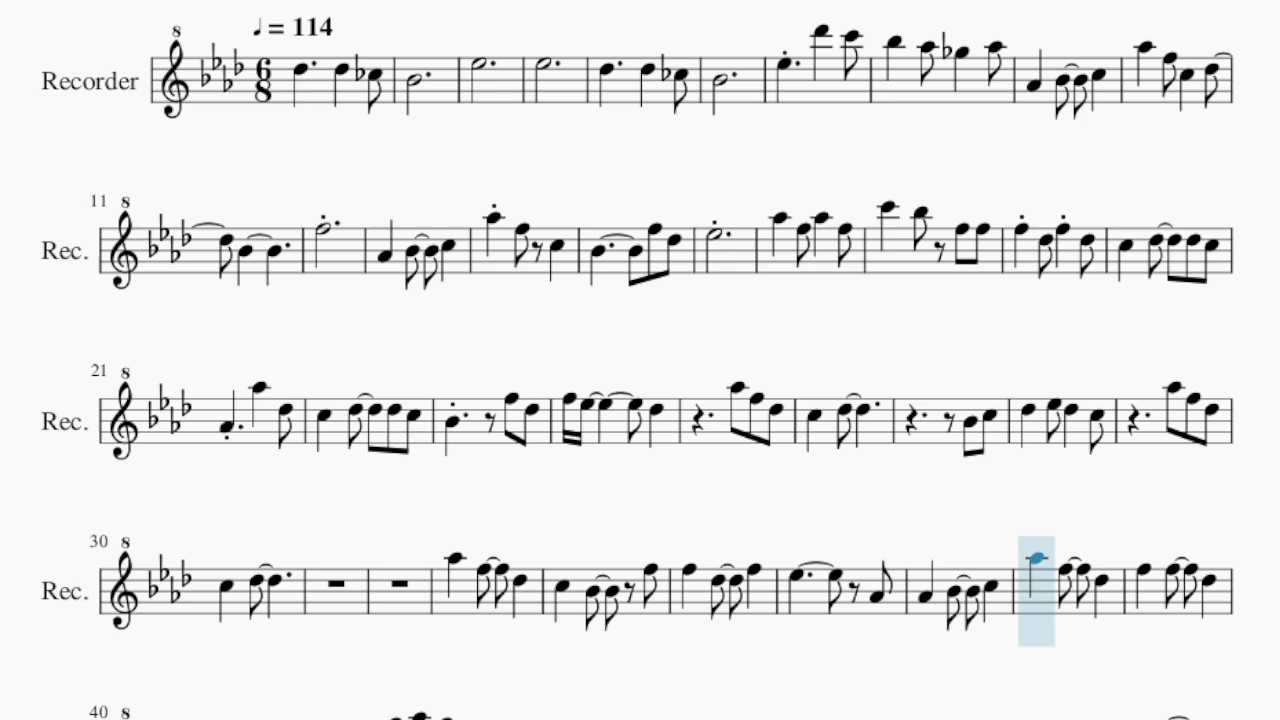 8
♩ = 114
Recorder
6
8
11 8
Rec.
21 8
Rec.
30 8
Rec.
40 8